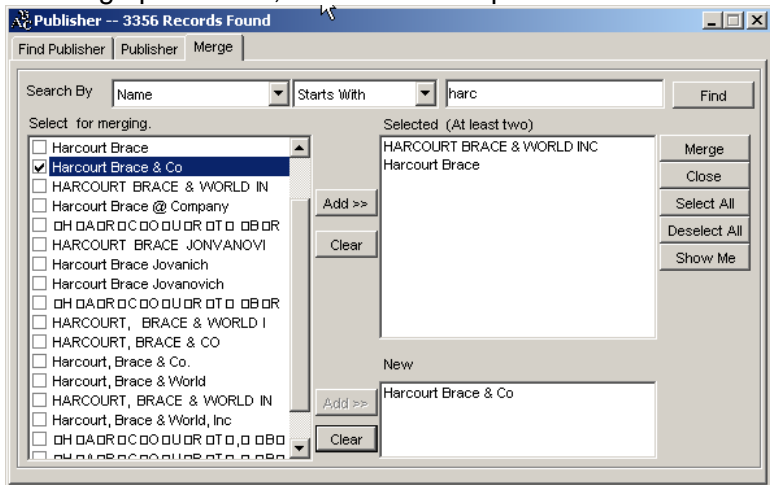 Publisher -- 3356 Records Found
Find Publisher Publisher Merge
Search By Name Starts With harc Find
Select for merging. Selected (At least two)
Harcourt Brace
Harcourt Brace & Co
HARCOURT BRACE & WORLD IN
Harcourt Brace @ Company
□H □A□R□C□O□U□R□T□ □B□R
HARCOURT BRACE JONVANOVI
Harcourt Brace Jovanich
Harcourt Brace Jovanovich
□H □A□R□C□O□U□R□T□ □B□R
HARCOURT, BRACE & WORLD I
HARCOURT, BRACE & CO
Harcourt, Brace & Co.
Harcourt, Brace & World
HARCOURT, BRACE & WORLD IN
Harcourt, Brace & World, Inc
□H □A□R□C□O□U□R□T□,□ □B□
Add >>
Clear
HARCOURT BRACE & WORLD INC
Harcourt Brace
Merge
Close
Select All
Deselect All
Show Me
New
Add >>
Clear
Harcourt Brace & Co